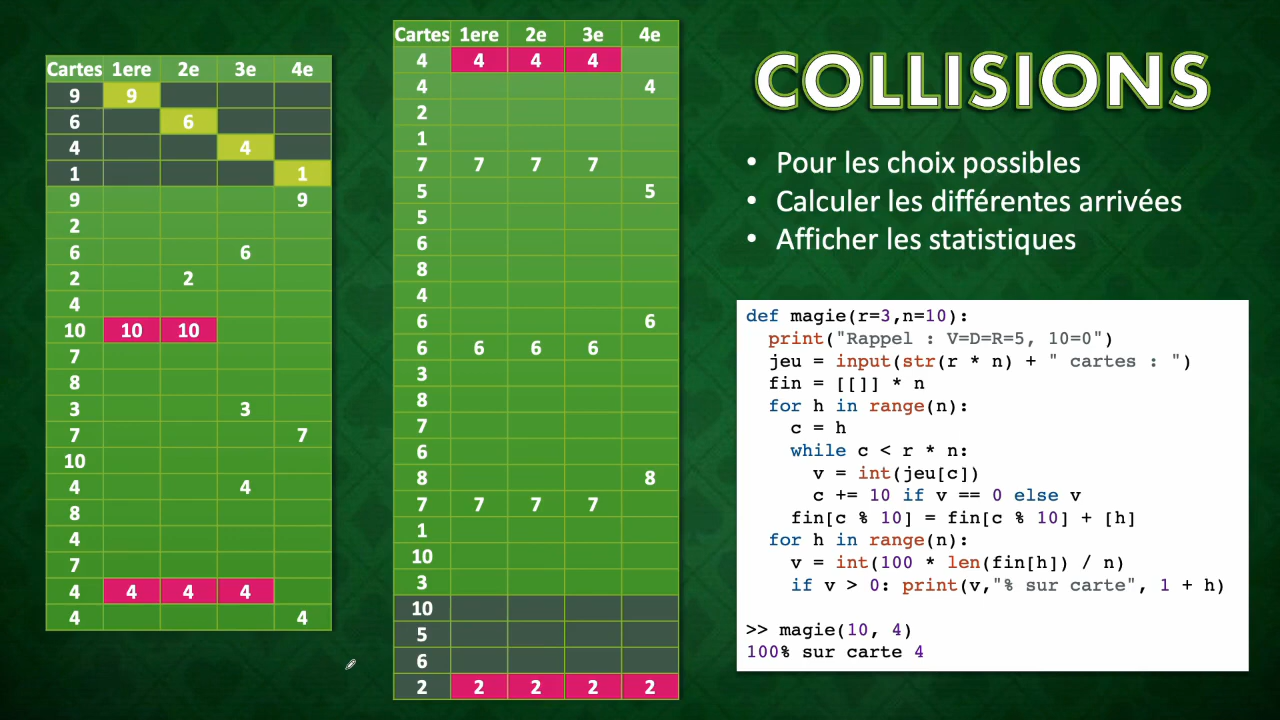 Cartes 1ere 2e 3e 4e
9 9
6 6
4 4
1 1
9 9
2
6 6
2 2
4
10 10 10
7
8
3 3
7 7
10
4 4
8
4
7
4 4 4 4
4 4
Cartes 1ere 2e 3e 4e
4 4 4 4
4 4
2
1
7 7 7 7
5 5
5
6
8
4
6 6
6 6 6 6
3
8
7
6
8 8
7 7 7 7
1
10
3
10
5
6
2 2 2 2 2
COLLISIONS
• Pour les choix possibles
• Calculer les différentes arrivées
• Afficher les statistiques
def magie(r=3,n=10):
  print("Rappel : V=D=R=5, 10=0")
  jeu = input(str(r * n) + " cartes : ")
  fin = [[]] * n
  for h in range(n):
    c = h
    while c < r * n:
      v = int(jeu[c])
      c += 10 if v == 0 else v
    fin[c % 10] = fin[c % 10] + [h]
  for h in range(n):
    v = int(100 * len(fin[h]) / n)
    if v > 0: print(v,"% sur carte", 1 + h)
>> magie(10, 4)
100% sur carte 4